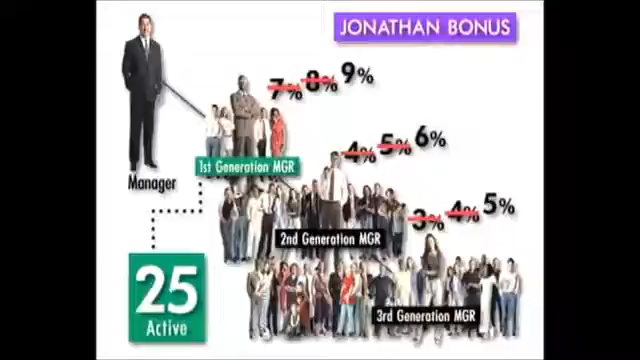 JONATHAN BONUS
7% 8% 9%
1st Generation MGR
Manager
4% 5% 6%
2nd Generation MGR
3% 4% 5%
3rd Generation MGR
25
Active